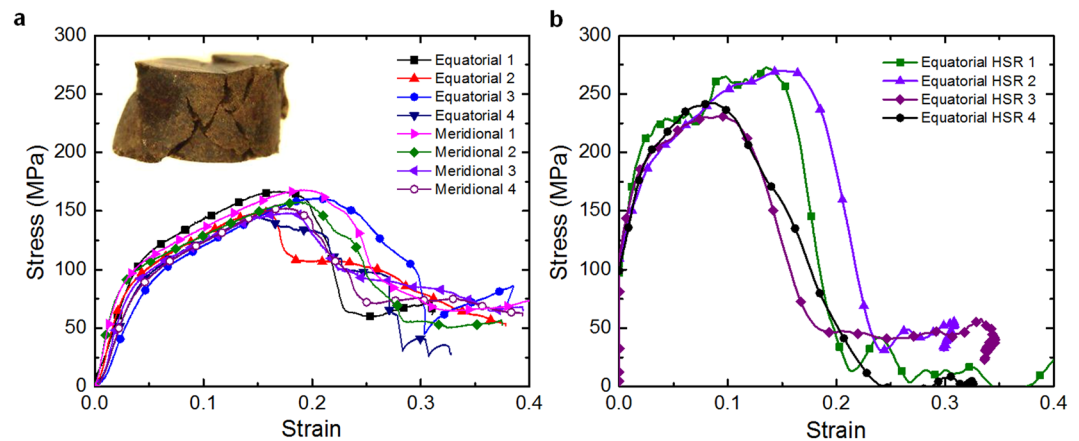 a
300
250
200
150
100
50
0
Stress (MPa)
0.0 0.1 0.2 0.3 0.4
Strain
Equatorial 1
Equatorial 2
Equatorial 3
Equatorial 4
Meridional 1
Meridional 2
Meridional 3
Meridional 4
b
300
250
200
150
100
50
0
Stress (MPa)
0.0 0.1 0.2 0.3 0.4
Strain
Equatorial HSR 1
Equatorial HSR 2
Equatorial HSR 3
Equatorial HSR 4